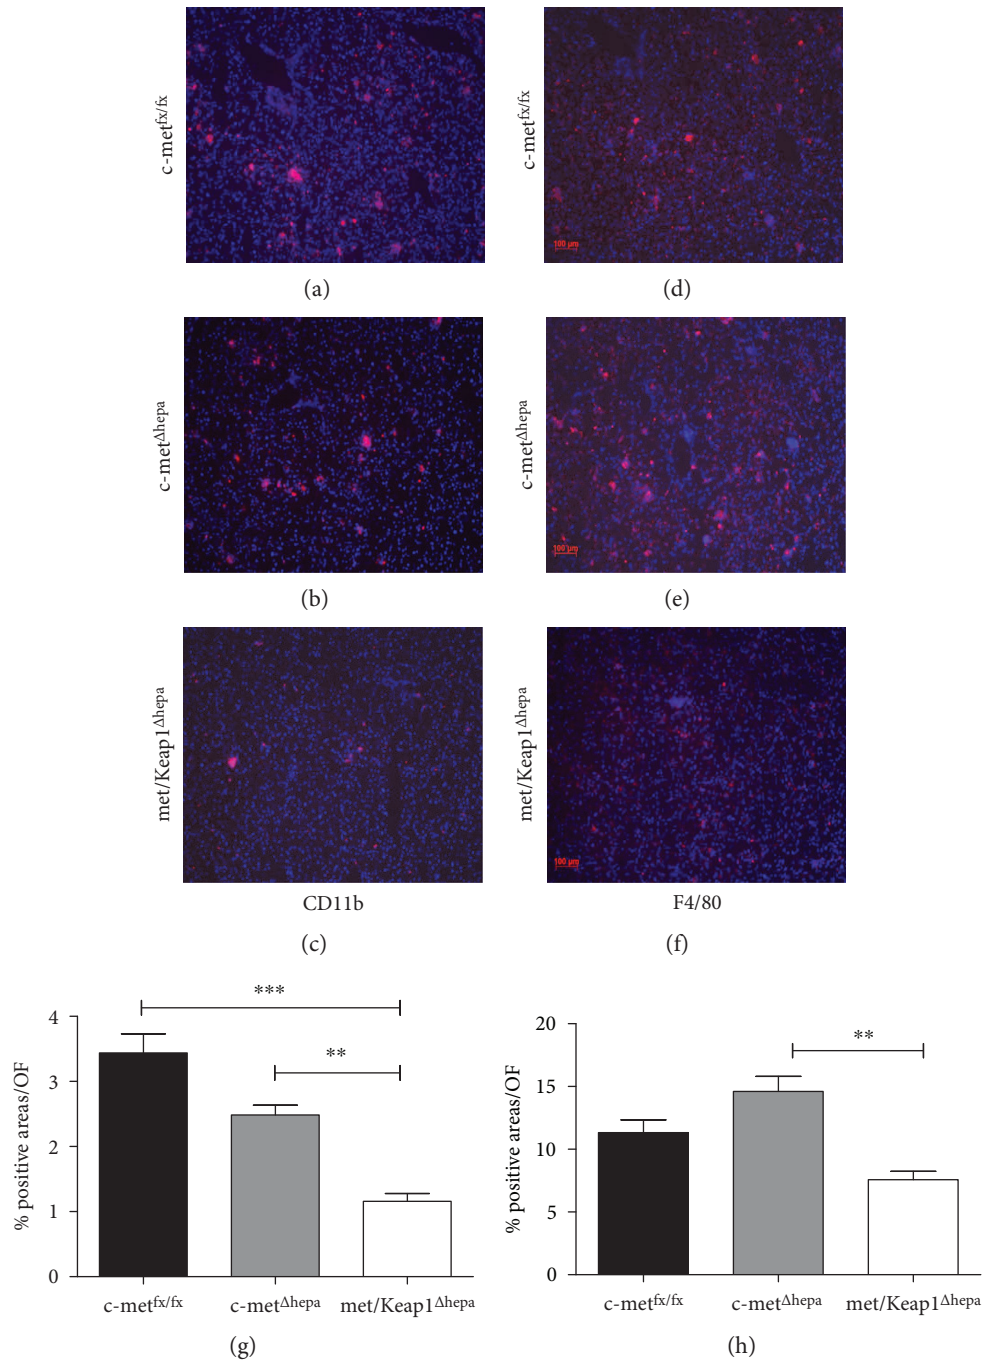 c-met^fx/fx
c-met^fx/fx
100 µm
(a)
(d)
c-met^Δhepa
c-met^Δhepa
100 µm
(b)
(e)
met/Keap1^Δhepa
met/Keap1^Δhepa
100 µm
CD11b
F4/80
(c)
(f)
% positive areas/OF
4
3
2
1
0
***
**
c-met^fx/fx
c-met^Δhepa
met/Keap1^Δhepa
(g)
% positive areas/OF
20
15
10
5
0
**
c-met^fx/fx
c-met^Δhepa
met/Keap1^Δhepa
(h)